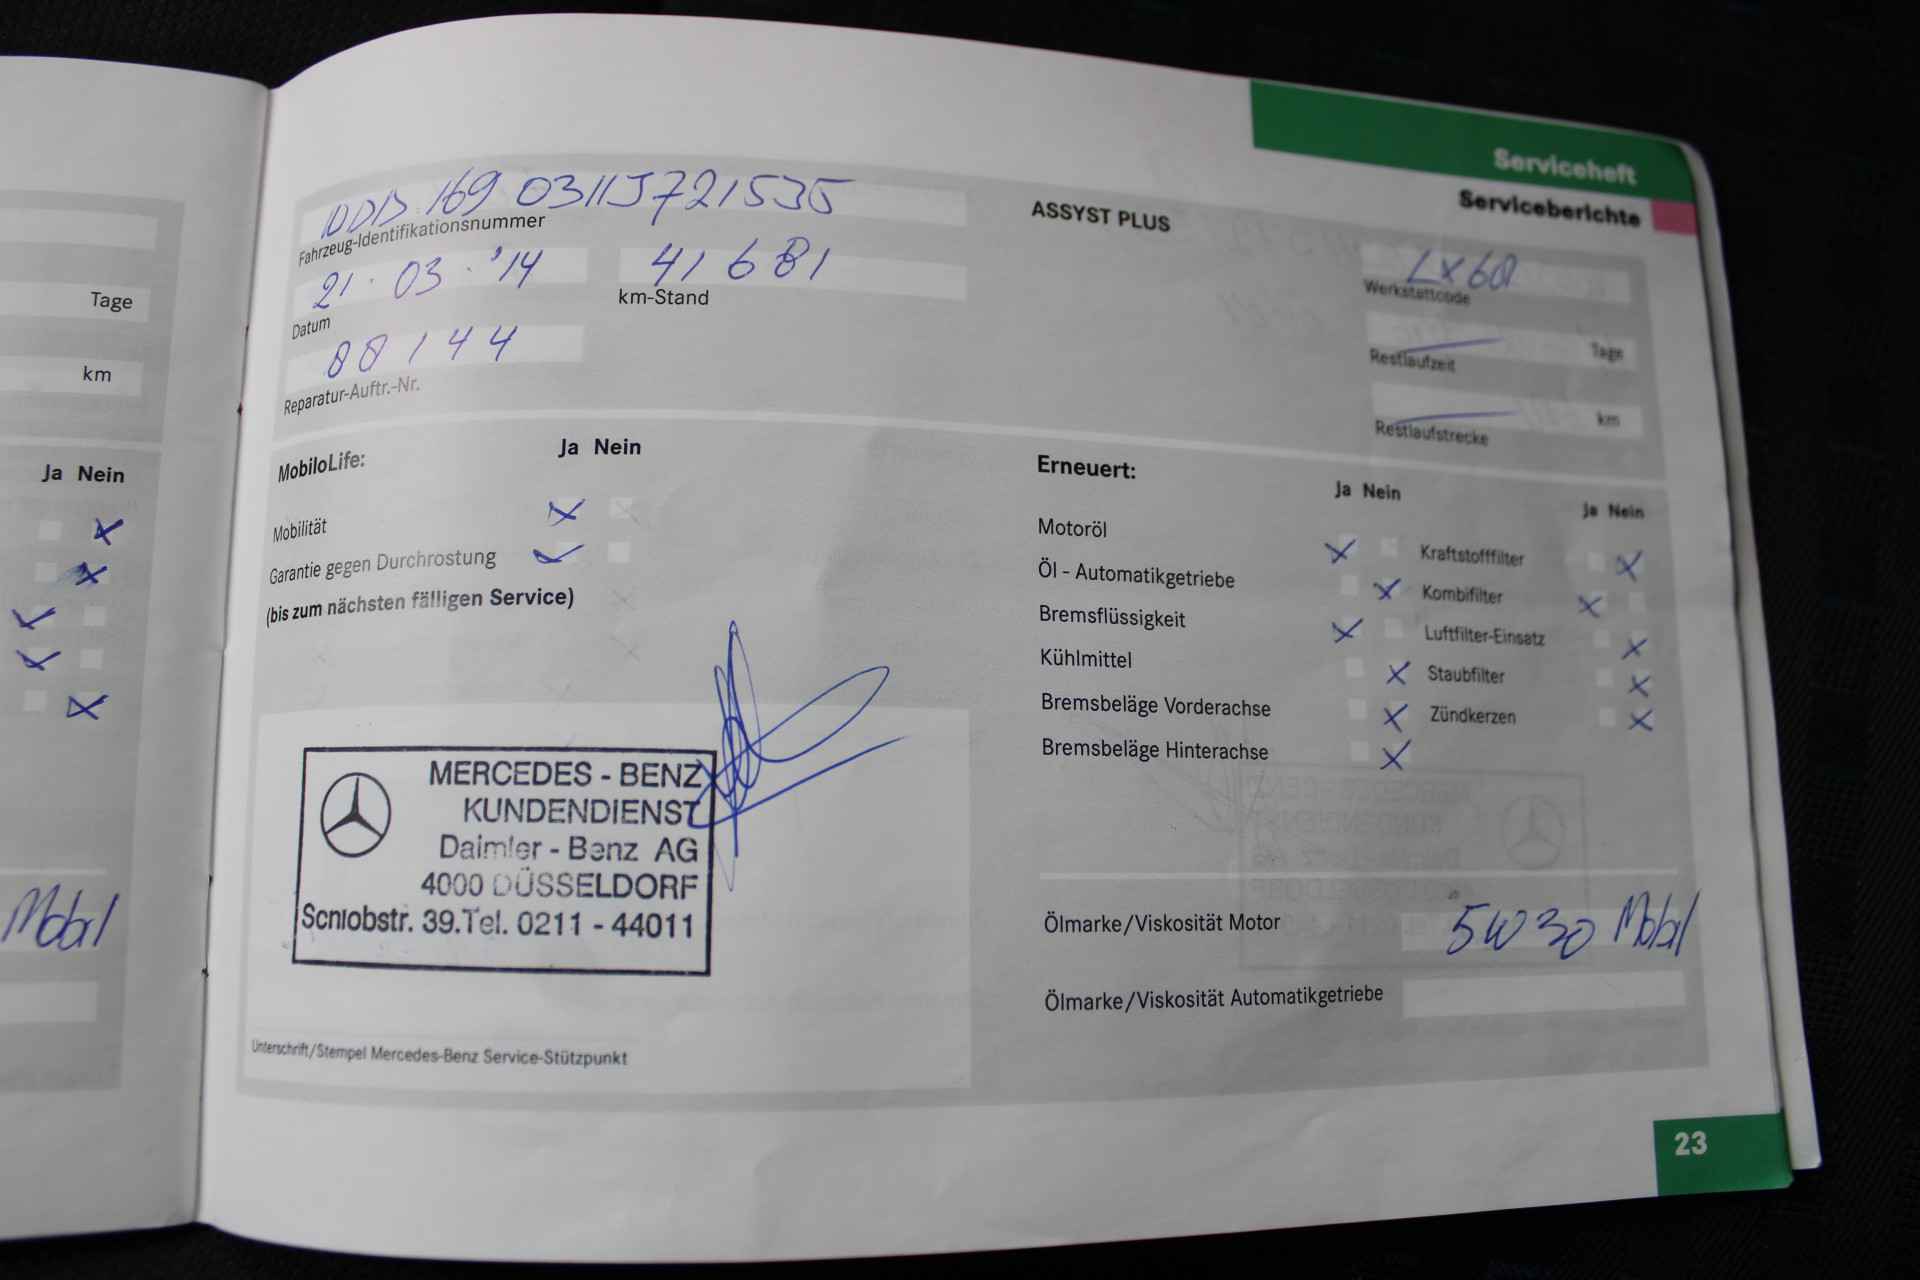 Tage
km
Ja Nein
Mobil
Serviceheft
Serviceberichte
WDD 169 0311J721535
Fahrzeug-Identifikationsnummer
ASSYST PLUS
21. 03. '14
41 681
Datum
km-Stand
Werkstattcode
88144
Reparatur-Auftr.-Nr.
Restlaufzeit
Tage
Restlaufstrecke
km
MobiloLife:
Ja Nein
Mobilität
Garantie gegen Durchrostung
(bis zum nächsten fälligen Service)
Erneuert:
Ja Nein
Ja Nein
Motoröl
Kraftstofffilter
Öl - Automatikgetriebe
Kombifilter
Bremsflüssigkeit
Luftfilter-Einsatz
Kühlmittel
Staubfilter
Bremsbeläge Vorderachse
Zündkerzen
Bremsbeläge Hinterachse
MERCEDES - BENZ
KUNDENDIENST
Daimler - Benz AG
4000 DÜSSELDORF
Schlobstr. 39.Tel. 0211 - 44011
Unterschrift/Stempel Mercedes-Benz Service-Stützpunkt
Ölmarke/Viskosität Motor
5W30 Mobil
Ölmarke/Viskosität Automatikgetriebe
23